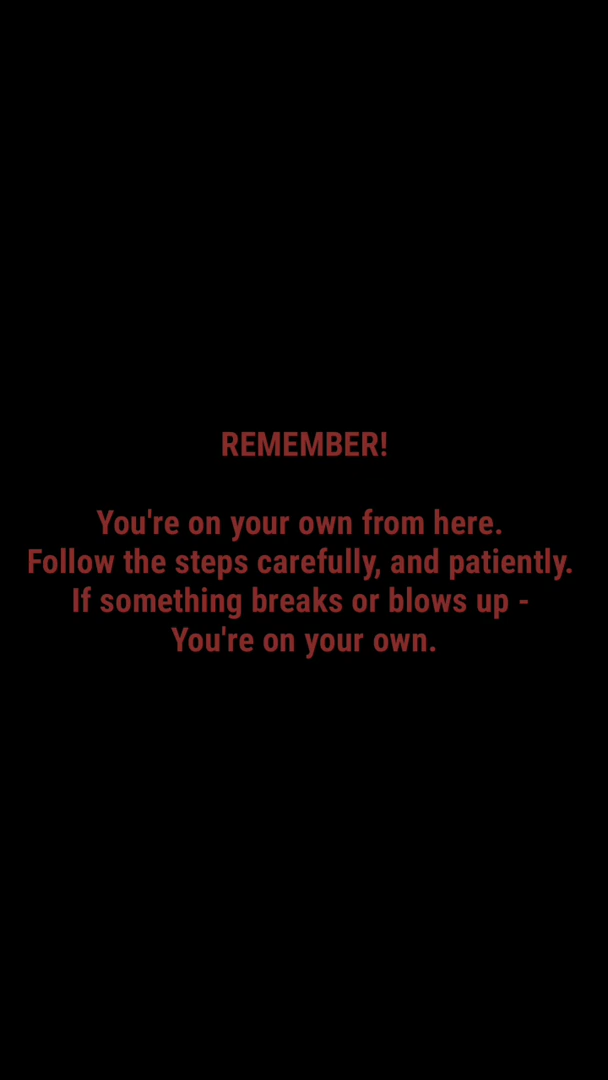 REMEMBER!
You're on your own from here.
Follow the steps carefully, and patiently.
If something breaks or blows up -
You're on your own.